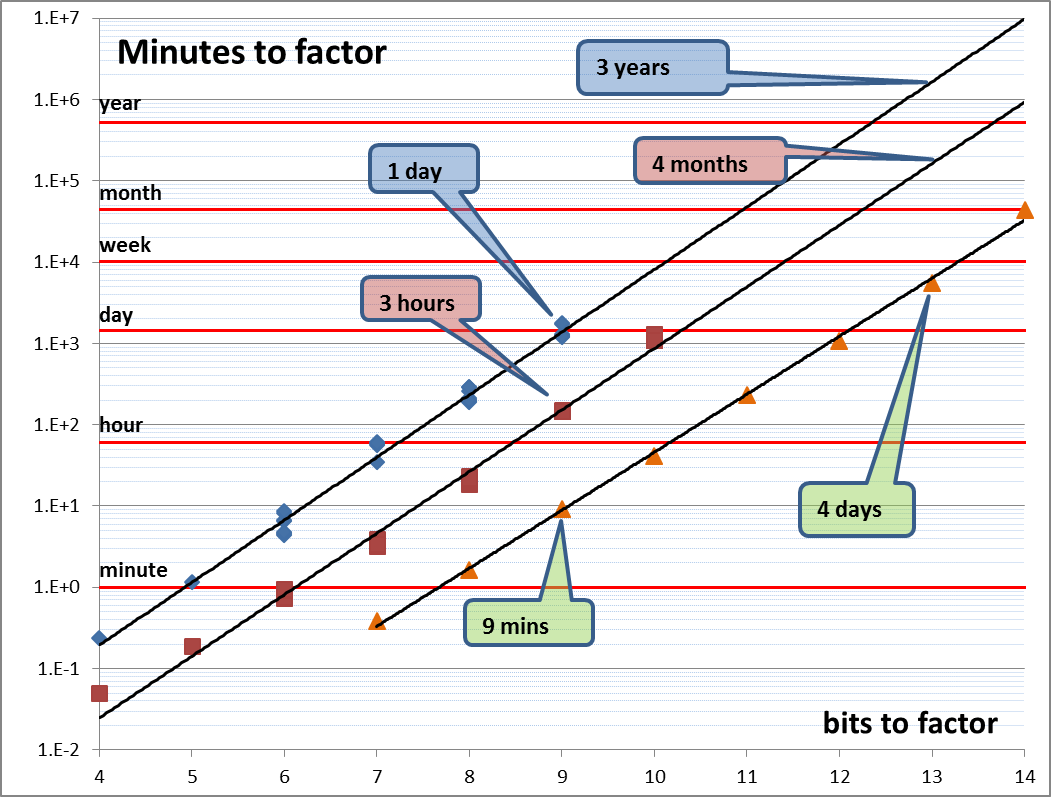 1.E+7
Minutes to factor
3 years
1.E+6
year
4 months
1 day
1.E+5
month
week
1.E+4
3 hours
day
1.E+3
hour
1.E+2
1.E+1
4 days
minute
1.E+0
9 mins
1.E-1
bits to factor
1.E-2
4 5 6 7 8 9 10 11 12 13 14